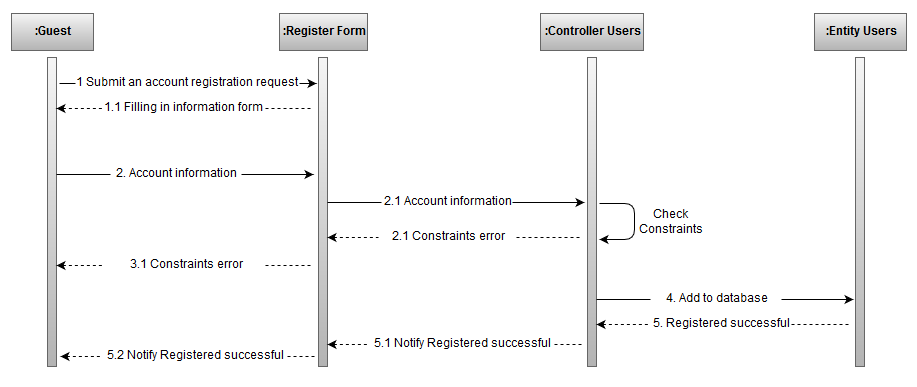 :Guest
:Register Form
:Controller Users
:Entity Users
1 Submit an account registration request
1.1 Filling in information form
2. Account information
2.1 Account information
Check
Constraints
2.1 Constraints error
3.1 Constraints error
4. Add to database
5. Registered successful
5.1 Notify Registered successful
5.2 Notify Registered successful